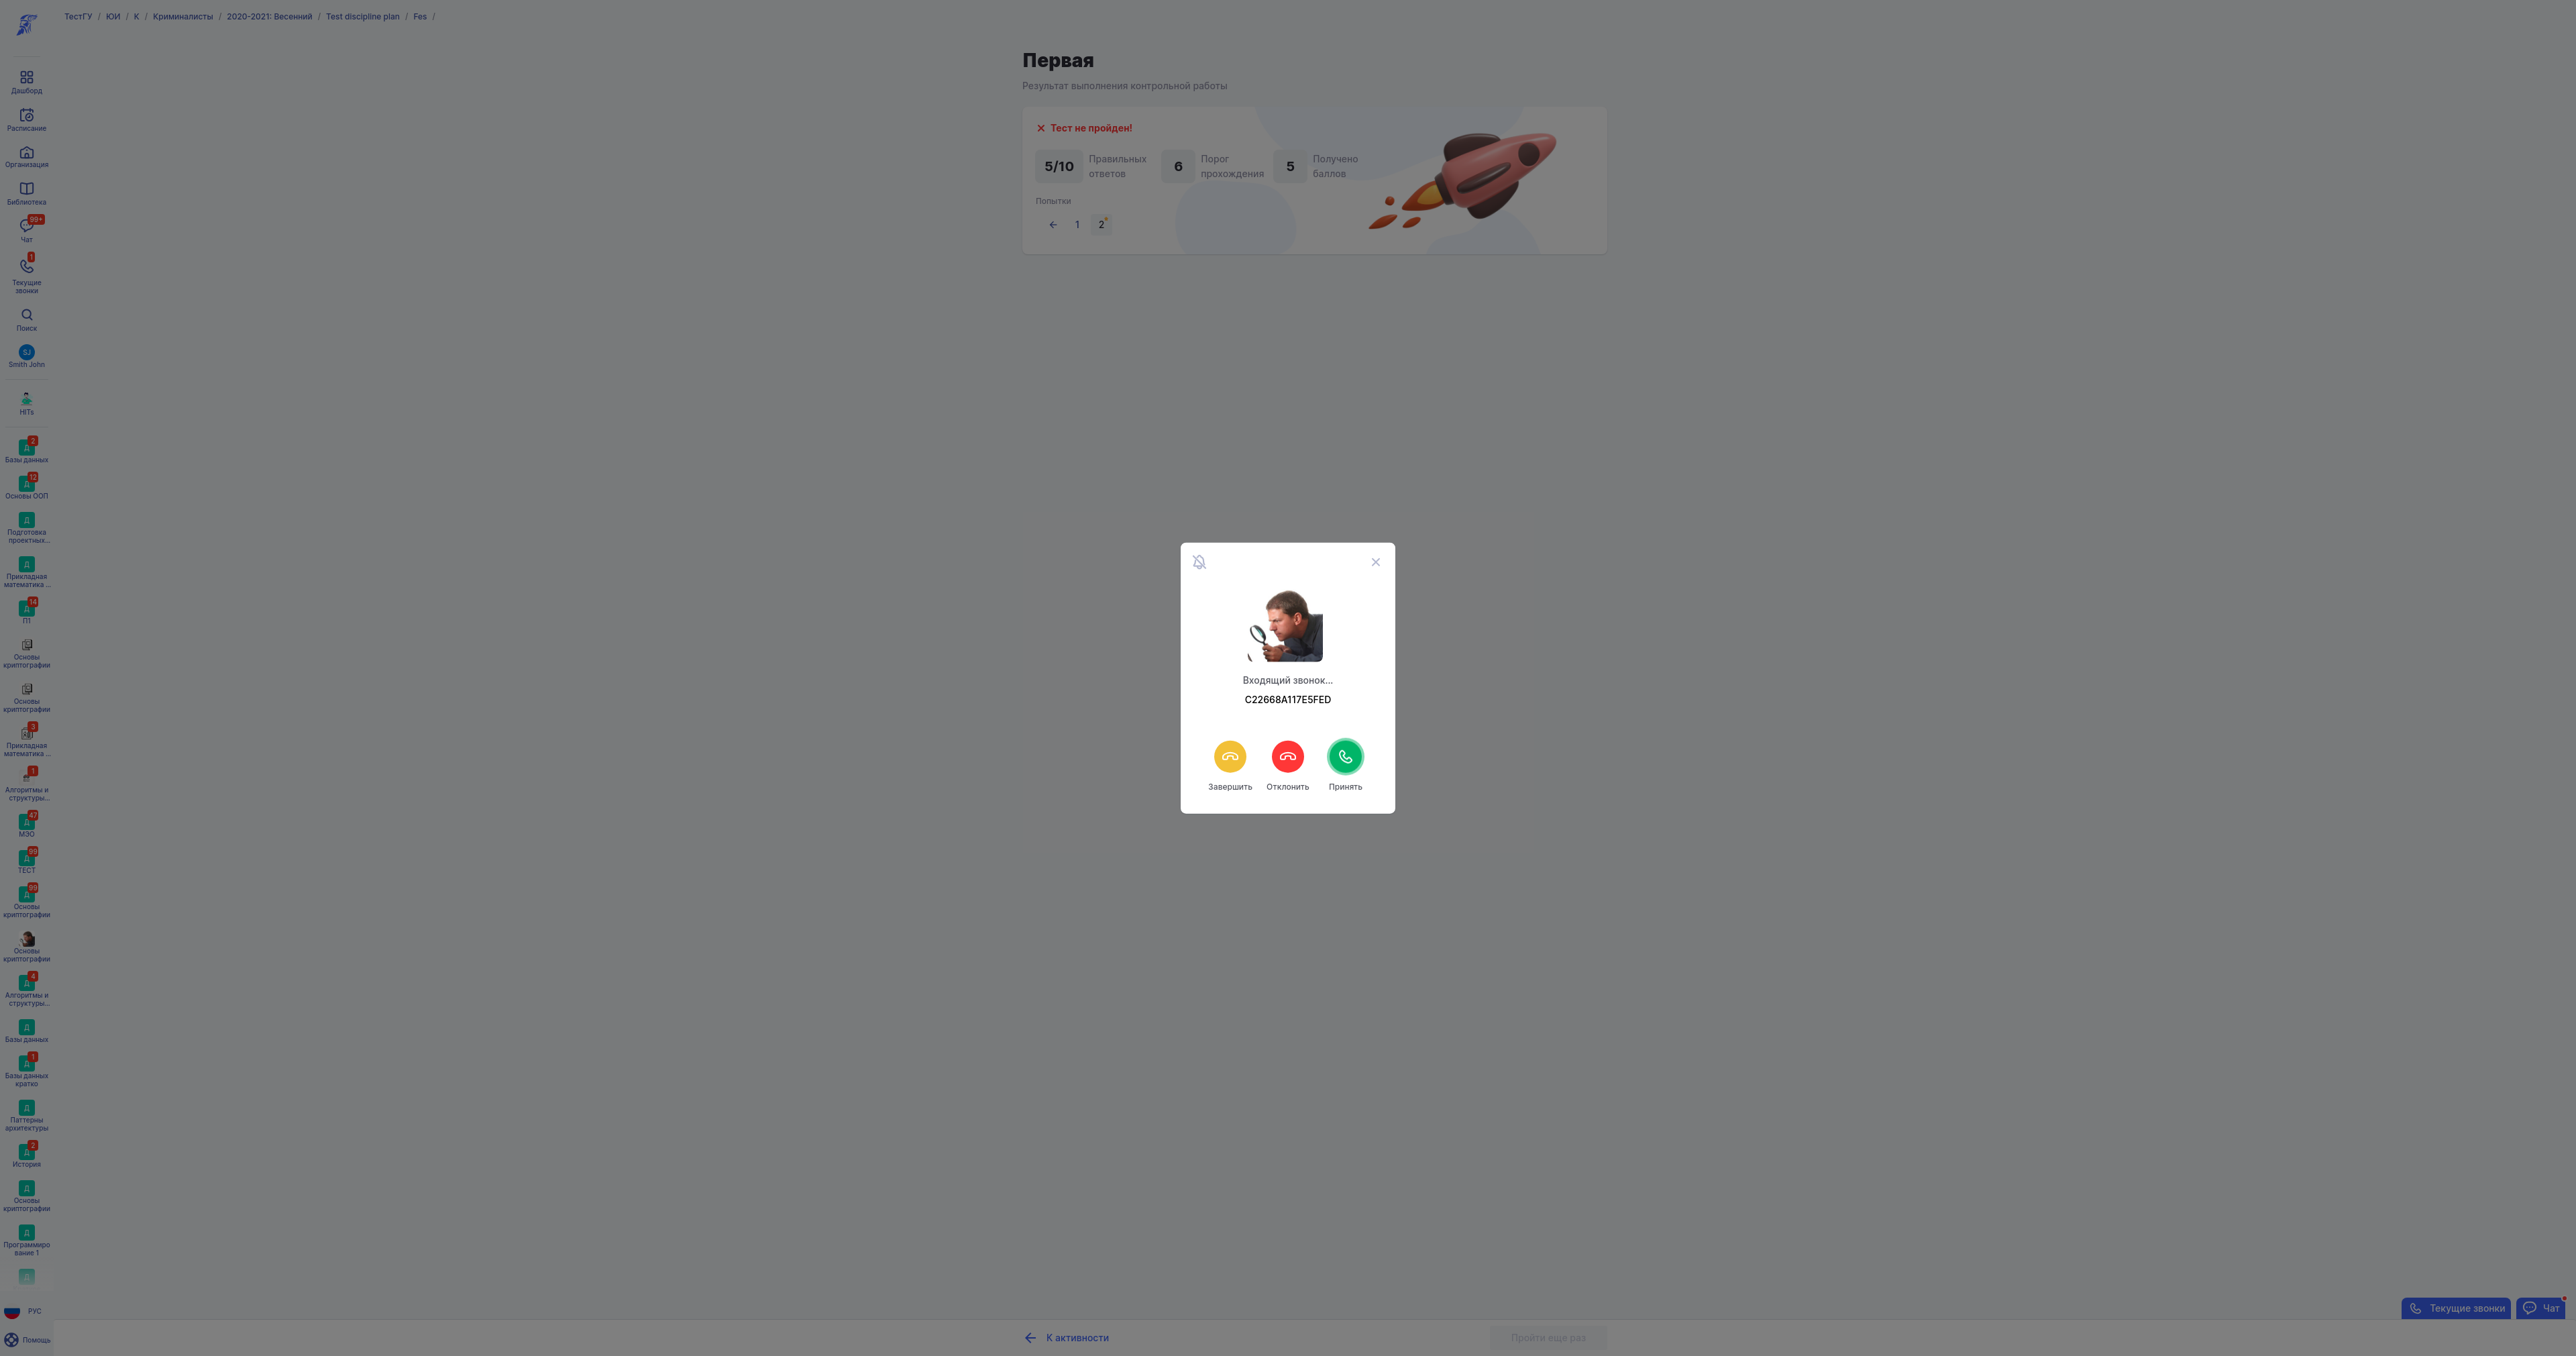 ТестГУ / ЮИ / К / Криминалисты / 2020-2021: Весенний / Test discipline plan / Fes /
Дашборд
Расписание
Организация
Библиотека
99+
Чат
1
Текущие
звонки
Поиск
SJ
Smith John
HITs
2
Д
Базы данных
12
Д
Основы ООП
Д
Подготовка
проектных...
Д
Прикладная
математика ...
14
Д
П1
Основы
криптографии
Основы
криптографии
3
Прикладная
математика ...
1
Алгоритмы и
структуры...
47
Д
МЭО
99
Д
ТЕСТ
99
Д
Основы
криптографии
Основы
криптографии
4
Д
Алгоритмы и
структуры...
Д
Базы данных
1
Д
Базы данных
кратко
Д
Паттерны
архитектуры
2
Д
История
Д
Основы
криптографии
Д
Программиро
вание 1
Д
РУС
Помощь
Первая
Результат выполнения контрольной работы
Тест не пройден!
5/10 Правильных ответов
6 Порог прохождения
5 Получено баллов
Попытки
1 2
Входящий звонок...
C22668A117E5FED
Завершить Отклонить Принять
Текущие звонки Чат
К активности
Пройти еще раз